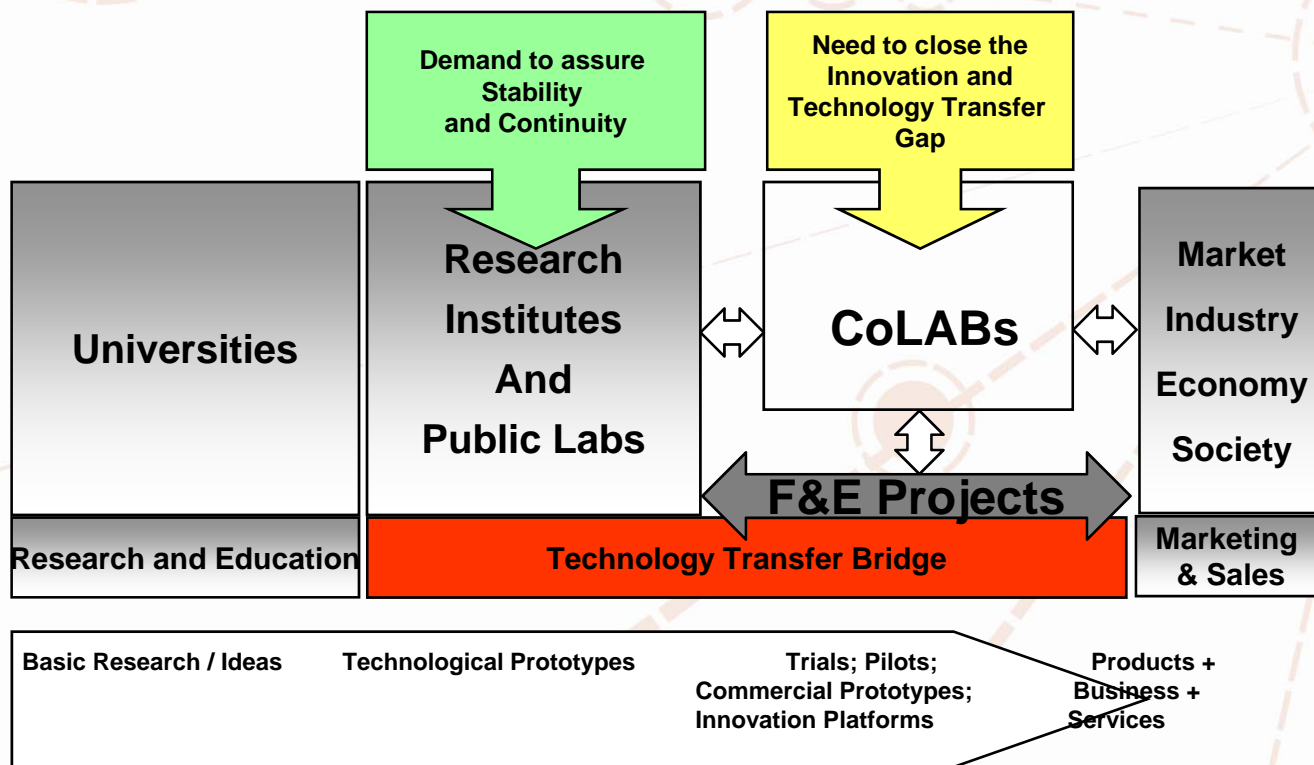 Demand to assure
Stability
and Continuity
Need to close the
Innovation and
Technology Transfer
Gap
Universities
Research
Institutes
And
Public Labs
CoLABs
Market
Industry
Economy
Society
F&E Projects
Research and Education
Technology Transfer Bridge
Marketing
& Sales
Basic Research / Ideas
Technological Prototypes
Trials; Pilots;
Commercial Prototypes;
Innovation Platforms
Products +
Business +
Services